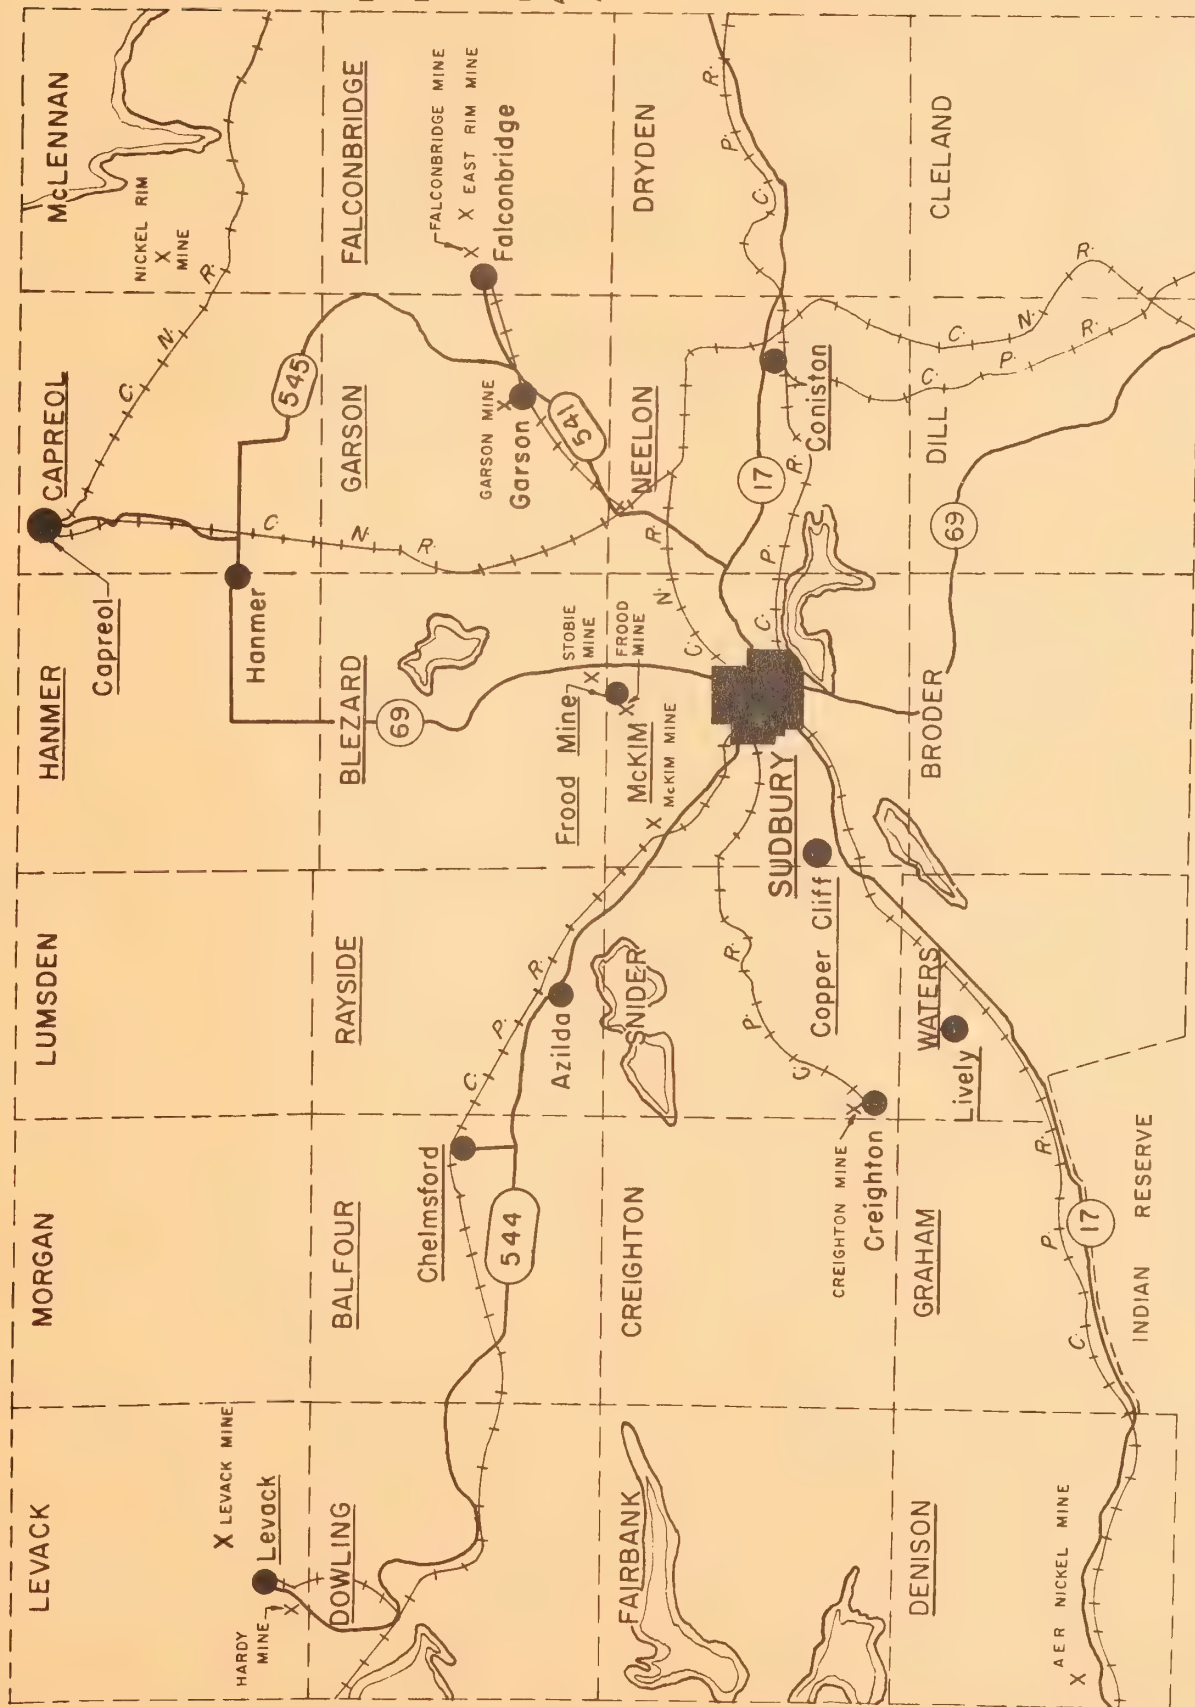 LEVACK
MORGAN
LUMSDEN
HANMER
CAPREOL
McLENNAN
X LEVACK MINE
Levack
HARDY
MINE
X
Capreol
Hanmer
545
C. N. R.
NICKEL RIM
X
MINE
DOWLING
BALFOUR
RAYSIDE
BLEZARD
GARSON
FALCONBRIDGE
Chelmsford
544
C. P. R.
Azilda
69
C. N. R.
GARSON MINE
X
Garson
541
FALCONBRIDGE MINE
X
X EAST RIM MINE
Falconbridge
FAIRBANK
CREIGHTON
SNIDER
Frood Mine
STOBIE
MINE
X
McKIM
X
FROOD
MINE
McKIM MINE
X
NEELON
DRYDEN
C. N. R.
C. P. R.
C. P. R.
C. P. R.
17
Coniston
SUDBURY
Copper Cliff
CREIGHTON MINE
X
Creighton
DENISON
GRAHAM
WATERS
Lively
BRODER
DILL
CLELAND
69
C. N. R.
C. P. R.
A E R NICKEL MINE
X
C. P. R.
17
INDIAN RESERVE